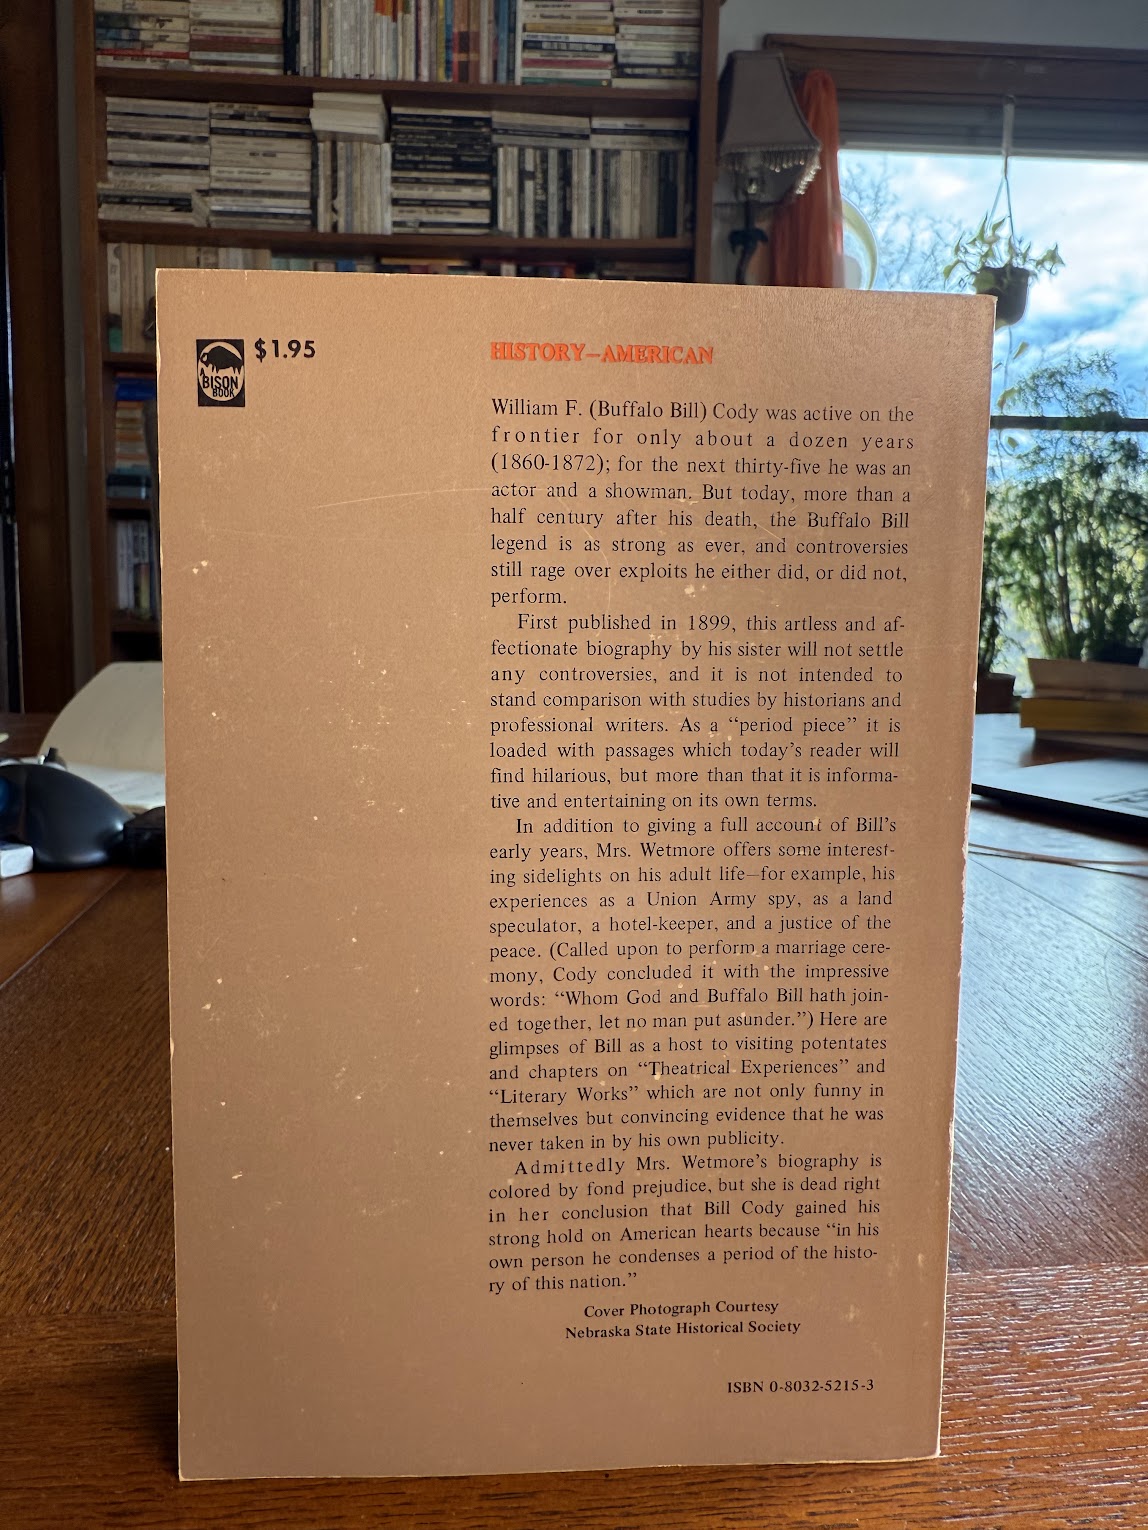 A
BISON
BOOK
$1.95
HISTORY—AMERICAN
William F. (Buffalo Bill) Cody was active on the
frontier for only about a dozen years
(1860-1872); for the next thirty-five he was an
actor and a showman. But today, more than a
half century after his death, the Buffalo Bill
legend is as strong as ever, and controversies
still rage over exploits he either did, or did not,
perform.
First published in 1899, this artless and af-
fectionate biography by his sister will not settle
any controversies, and it is not intended to
stand comparison with studies by historians and
professional writers. As a “period piece” it is
loaded with passages which today’s reader will
find hilarious, but more than that it is informa-
tive and entertaining on its own terms.
In addition to giving a full account of Bill’s
early years, Mrs. Wetmore offers some interest-
ing sidelights on his adult life—for example, his
experiences as a Union Army spy, as a land
speculator, a hotel-keeper, and a justice of the
peace. (Called upon to perform a marriage cere-
mony, Cody concluded it with the impressive
words: “Whom God and Buffalo Bill hath join-
ed together, let no man put asunder.”) Here are
glimpses of Bill as a host to visiting potentates
and chapters on “Theatrical Experiences” and
“Literary Works” which are not only funny in
themselves but convincing evidence that he was
never taken in by his own publicity.
Admittedly Mrs. Wetmore’s biography is
colored by fond prejudice, but she is dead right
in her conclusion that Bill Cody gained his
strong hold on American hearts because “in his
own person he condenses a period of the histo-
ry of this nation.”
Cover Photograph Courtesy
Nebraska State Historical Society
ISBN 0-8032-5215-3